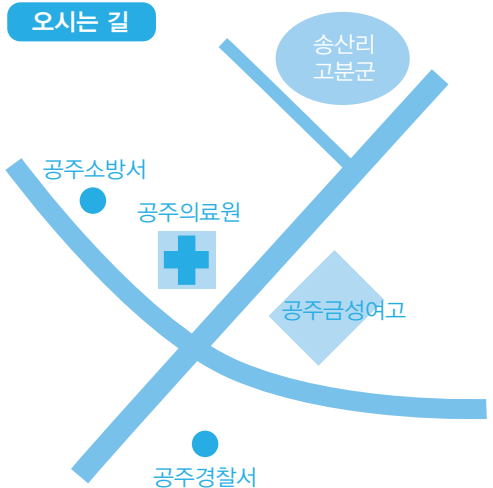 오시는 길
송산리
고분군
공주소방서
공주의료원
공주금성여고
공주경찰서